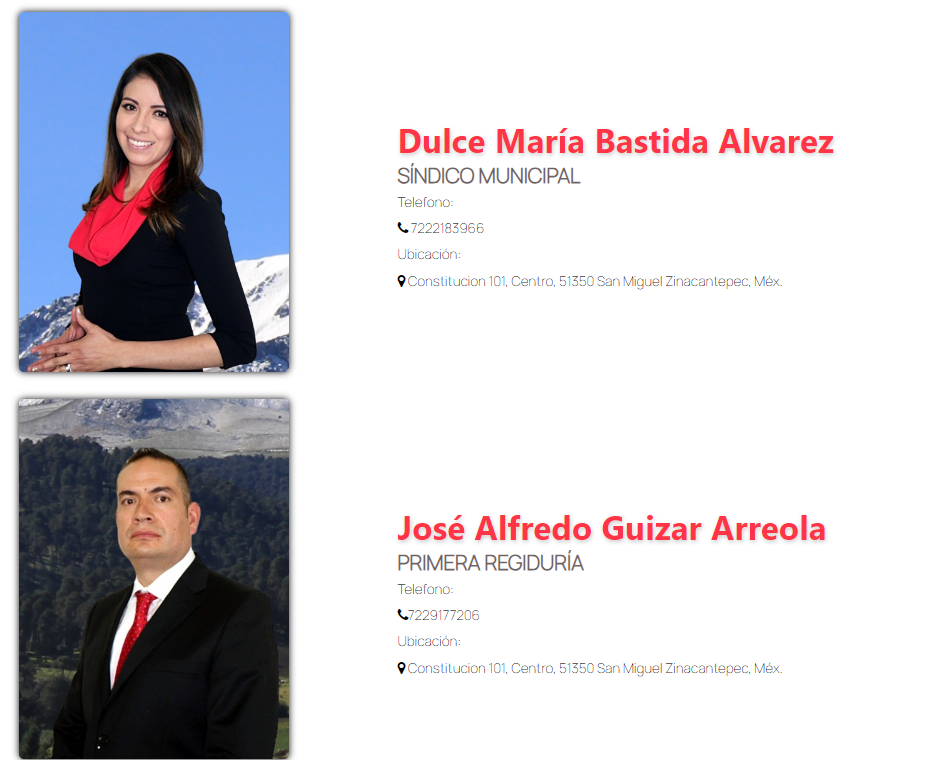 Dulce María Bastida Alvarez
SÍNDICO MUNICIPAL
Telefono:
7222183966
Ubicación:
Constitucion 101, Centro, 51350 San Miguel Zinacantepec, Méx.
José Alfredo Guizar Arreola
PRIMERA REGIDURÍA
Telefono:
7229177206
Ubicación:
Constitucion 101, Centro, 51350 San Miguel Zinacantepec, Méx.